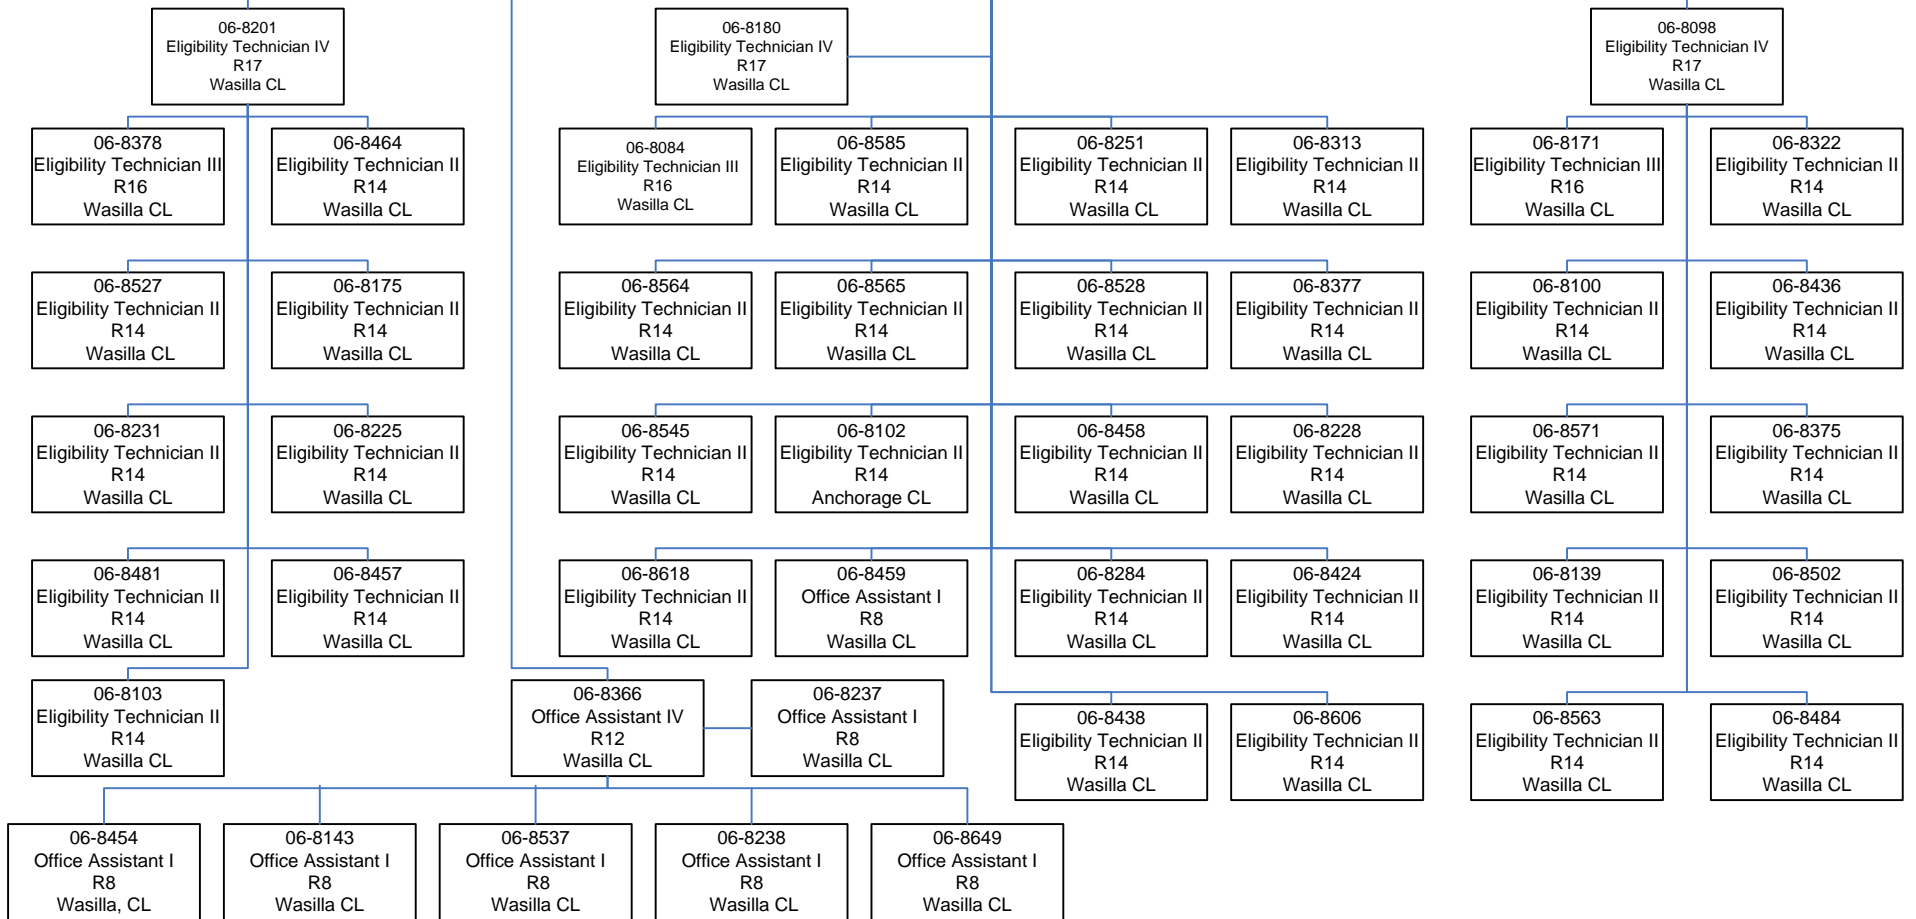 06-8201
Eligibility Technician IV
R17
Wasilla CL
06-8180
Eligibility Technician IV
R17
Wasilla CL
06-8098
Eligibility Technician IV
R17
Wasilla CL
06-8378
Eligibility Technician III
R16
Wasilla CL
06-8464
Eligibility Technician II
R14
Wasilla CL
06-8084
Eligibility Technician III
R16
Wasilla CL
06-8585
Eligibility Technician II
R14
Wasilla CL
06-8251
Eligibility Technician II
R14
Wasilla CL
06-8313
Eligibility Technician II
R14
Wasilla CL
06-8171
Eligibility Technician III
R16
Wasilla CL
06-8322
Eligibility Technician II
R14
Wasilla CL
06-8527
Eligibility Technician II
R14
Wasilla CL
06-8175
Eligibility Technician II
R14
Wasilla CL
06-8564
Eligibility Technician II
R14
Wasilla CL
06-8565
Eligibility Technician II
R14
Wasilla CL
06-8528
Eligibility Technician II
R14
Wasilla CL
06-8377
Eligibility Technician II
R14
Wasilla CL
06-8100
Eligibility Technician II
R14
Wasilla CL
06-8436
Eligibility Technician II
R14
Wasilla CL
06-8231
Eligibility Technician II
R14
Wasilla CL
06-8225
Eligibility Technician II
R14
Wasilla CL
06-8545
Eligibility Technician II
R14
Wasilla CL
06-8102
Eligibility Technician II
R14
Anchorage CL
06-8458
Eligibility Technician II
R14
Wasilla CL
06-8228
Eligibility Technician II
R14
Wasilla CL
06-8571
Eligibility Technician II
R14
Wasilla CL
06-8375
Eligibility Technician II
R14
Wasilla CL
06-8481
Eligibility Technician II
R14
Wasilla CL
06-8457
Eligibility Technician II
R14
Wasilla CL
06-8618
Eligibility Technician II
R14
Wasilla CL
06-8459
Office Assistant I
R8
Wasilla CL
06-8284
Eligibility Technician II
R14
Wasilla CL
06-8424
Eligibility Technician II
R14
Wasilla CL
06-8139
Eligibility Technician II
R14
Wasilla CL
06-8502
Eligibility Technician II
R14
Wasilla CL
06-8103
Eligibility Technician II
R14
Wasilla CL
06-8366
Office Assistant IV
R12
Wasilla CL
06-8237
Office Assistant I
R8
Wasilla CL
06-8438
Eligibility Technician II
R14
Wasilla CL
06-8606
Eligibility Technician II
R14
Wasilla CL
06-8563
Eligibility Technician II
R14
Wasilla CL
06-8484
Eligibility Technician II
R14
Wasilla CL
06-8454
Office Assistant I
R8
Wasilla, CL
06-8143
Office Assistant I
R8
Wasilla CL
06-8537
Office Assistant I
R8
Wasilla CL
06-8238
Office Assistant I
R8
Wasilla CL
06-8649
Office Assistant I
R8
Wasilla CL